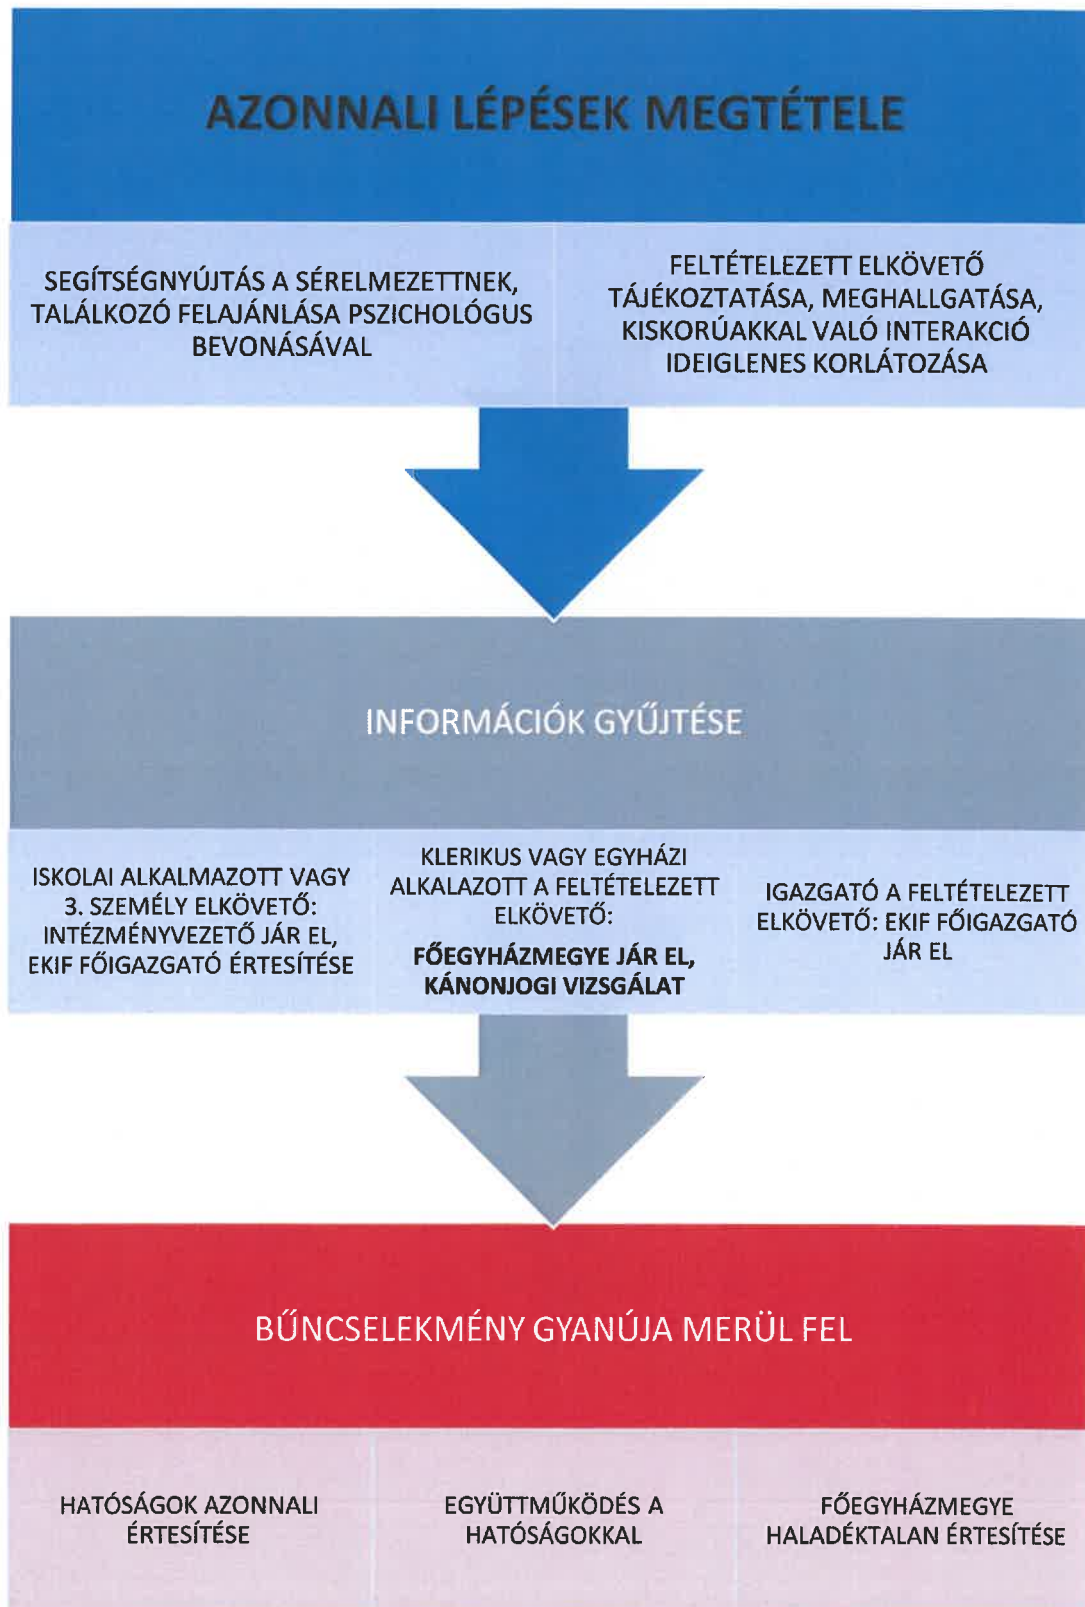 AZONNALI LÉPÉSEK MEGTÉTELE
SEGÍTSÉGNYÚJTÁS A SÉRELMEZETTNEK,
TALÁLKOZÓ FELAJÁNLÁSA PSZICHOLÓGUS
BEVONÁSÁVAL
FELTÉTELEZETT ELKÖVETŐ
TÁJÉKOZTATÁSA, MEGHALLGATÁSA,
KISKORÚAKKAL VALÓ INTERAKCIÓ
IDEIGLENES KORLÁTOZÁSA
INFORMÁCIÓK GYŰJTÉSE
ISKOLAI ALKALMAZOTT VAGY
3. SZEMÉLY ELKÖVETŐ:
INTÉZMÉNYVEZETŐ JÁR EL,
EKIF FŐIGAZGATÓ ÉRTESÍTÉSE
KLERIKUS VAGY EGYHÁZI
ALKALAZOTT A FELTÉTELEZETT
ELKÖVETŐ:
FŐEGYHÁZMEGYE JÁR EL,
KÁNONJOGI VIZSGÁLAT
IGAZGATÓ A FELTÉTELEZETT
ELKÖVETŐ: EKIF FŐIGAZGATÓ
JÁR EL
BŰNCSELEKMÉNY GYANÚJA MERÜL FEL
HATÓSÁGOK AZONNALI
ÉRTESÍTÉSE
EGYÜTTMŰKÖDÉS A
HATÓSÁGOKKAL
FŐEGYHÁZMEGYE
HALADÉKTALAN ÉRTESÍTÉSE